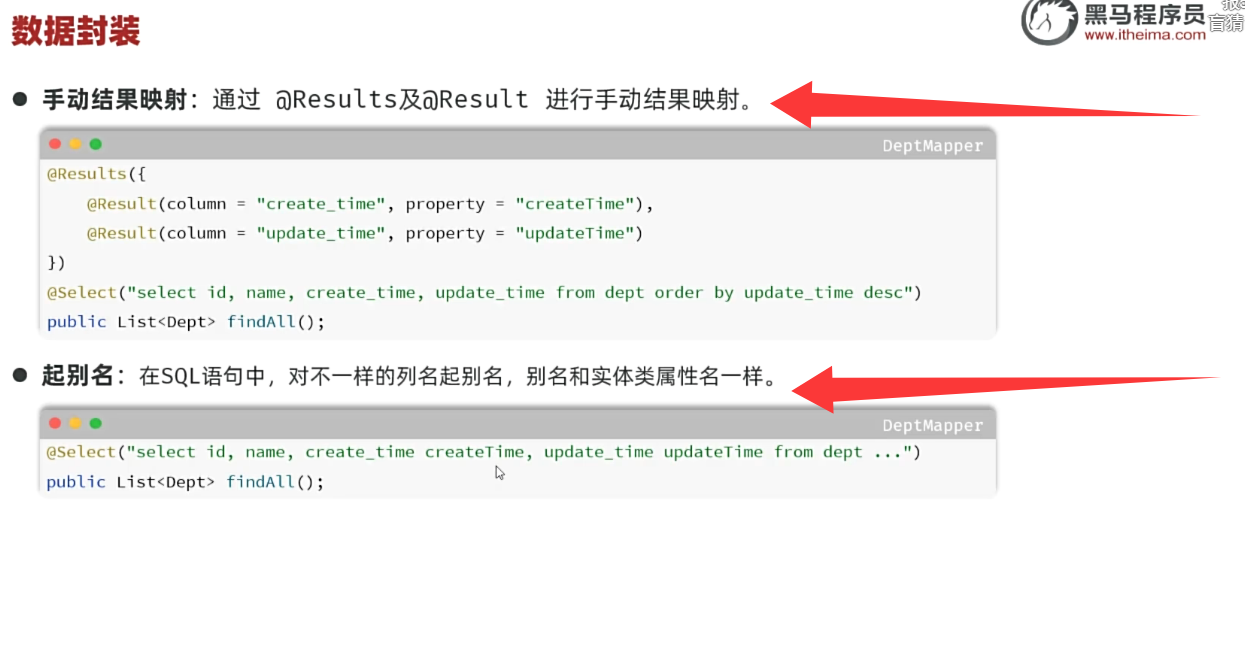 数据封装
黑马程序员
www.itheima.com
盲猜
● 手动结果映射：通过 @Results及@Result 进行手动结果映射。
DeptMapper
@Results({
    @Result(column = "create_time", property = "createTime"),
    @Result(column = "update_time", property = "updateTime")
})
@Select("select id, name, create_time, update_time from dept order by update_time desc")
public List<Dept> findAll();
● 起别名：在SQL语句中，对不一样的列名起别名，别名和实体类属性名一样。
DeptMapper
@Select("select id, name, create_time createTime, update_time updateTime from dept ...")
public List<Dept> findAll();